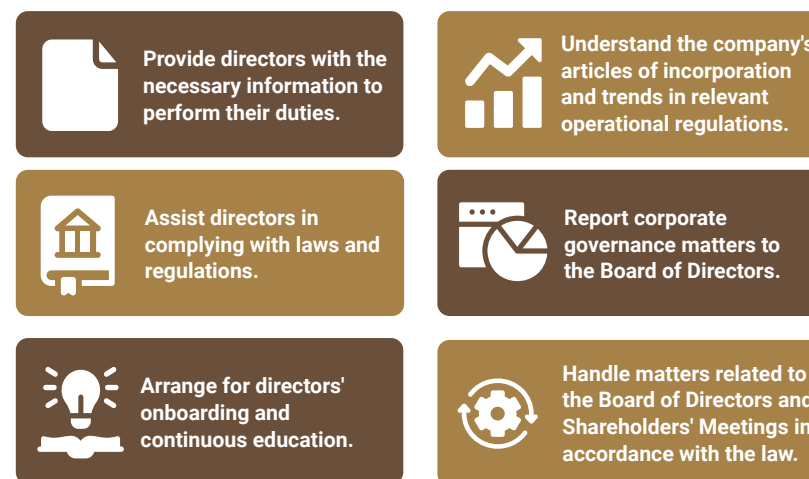 Provide directors with the
necessary information to
perform their duties.
Understand the company's
articles of incorporation
and trends in relevant
operational regulations.
Assist directors in
complying with laws and
regulations.
Report corporate
governance matters to
the Board of Directors.
Arrange for directors'
onboarding and
continuous education.
Handle matters related to
the Board of Directors and
Shareholders' Meetings in
accordance with the law.